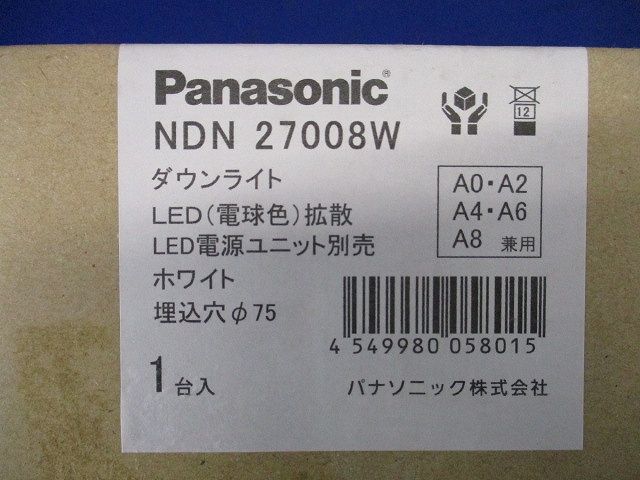 Panasonic®
NDN 27008W
12
ダウンライト
LED(電球色)拡散
LED電源ユニット別売
ホワイト
埋込穴φ75
A0・A2
A4・A6
A8 兼用
4 549980 058015
1台入
パナソニック株式会社